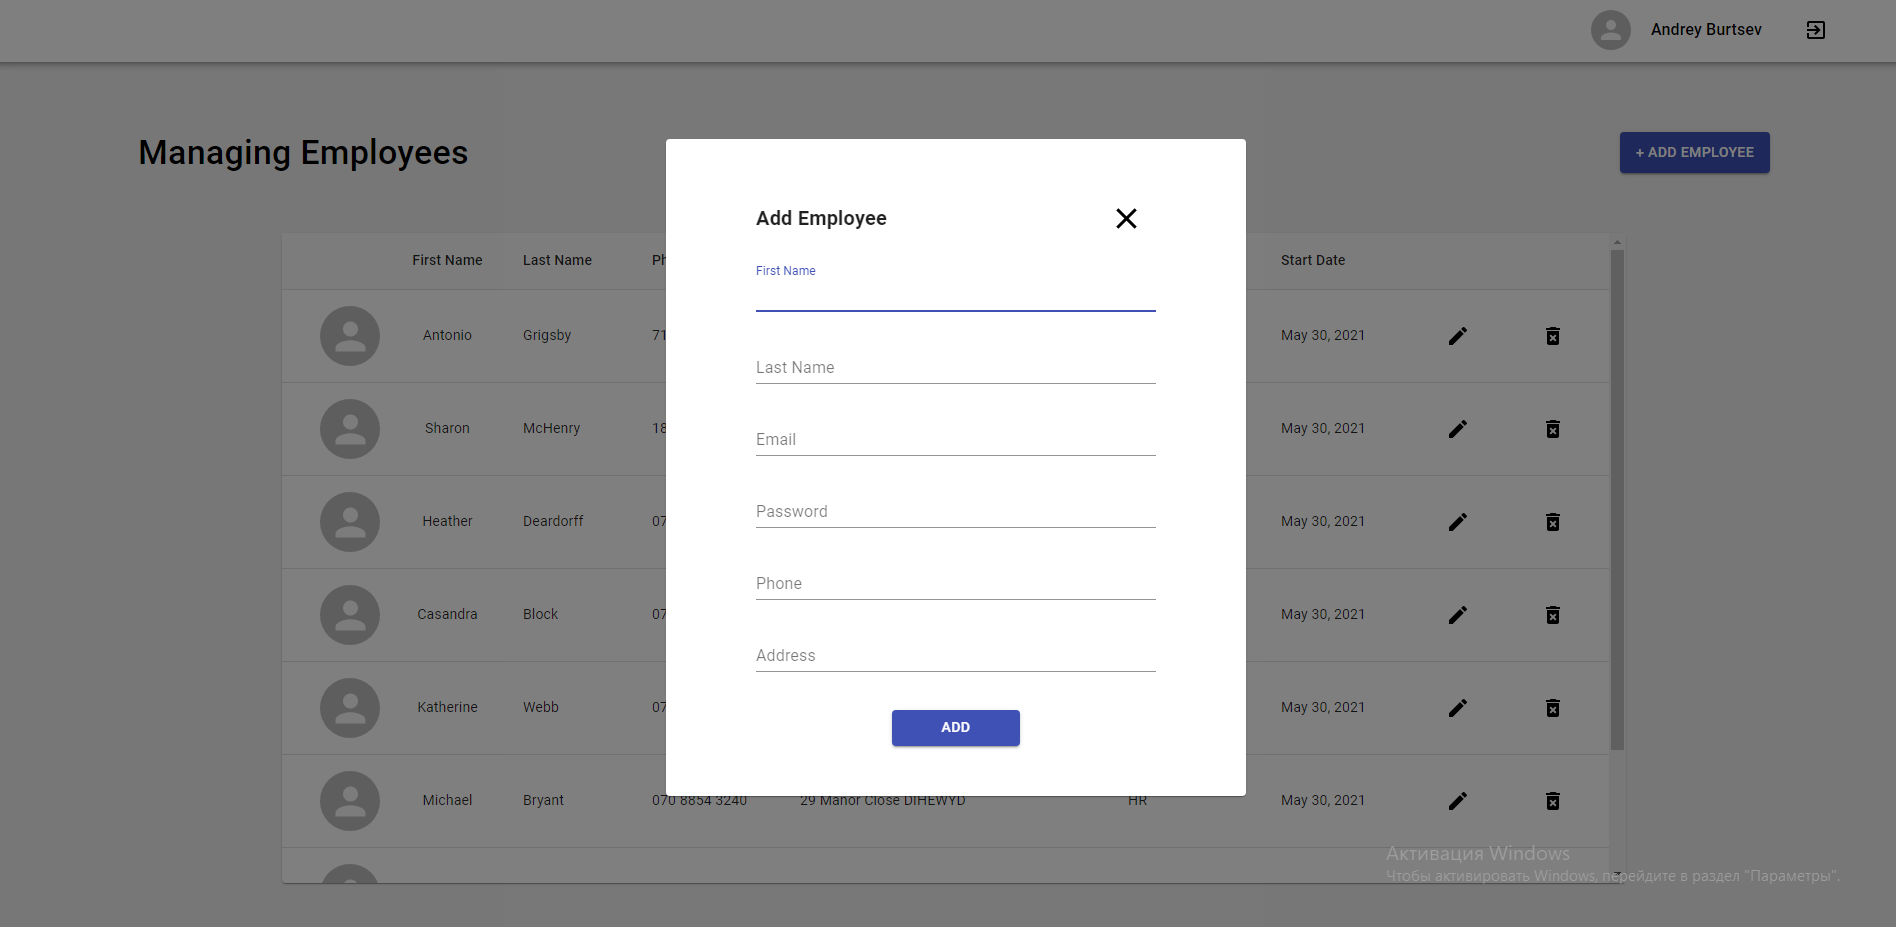 Andrey Burtsev
Managing Employees
+ ADD EMPLOYEE
Add Employee
First Name
Last Name
Email
Password
Phone
Address
ADD
First Name Last Name Start Date
Antonio Grigsby 71 May 30, 2021
Sharon McHenry 18 May 30, 2021
Heather Deardorff 07 May 30, 2021
Casandra Block 07 May 30, 2021
Katherine Webb 07 May 30, 2021
Michael Bryant 070 8854 3240 29 Manor Close DIHEWYD HR May 30, 2021
Активация Windows
Чтобы активировать Windows, перейдите в раздел "Параметры".